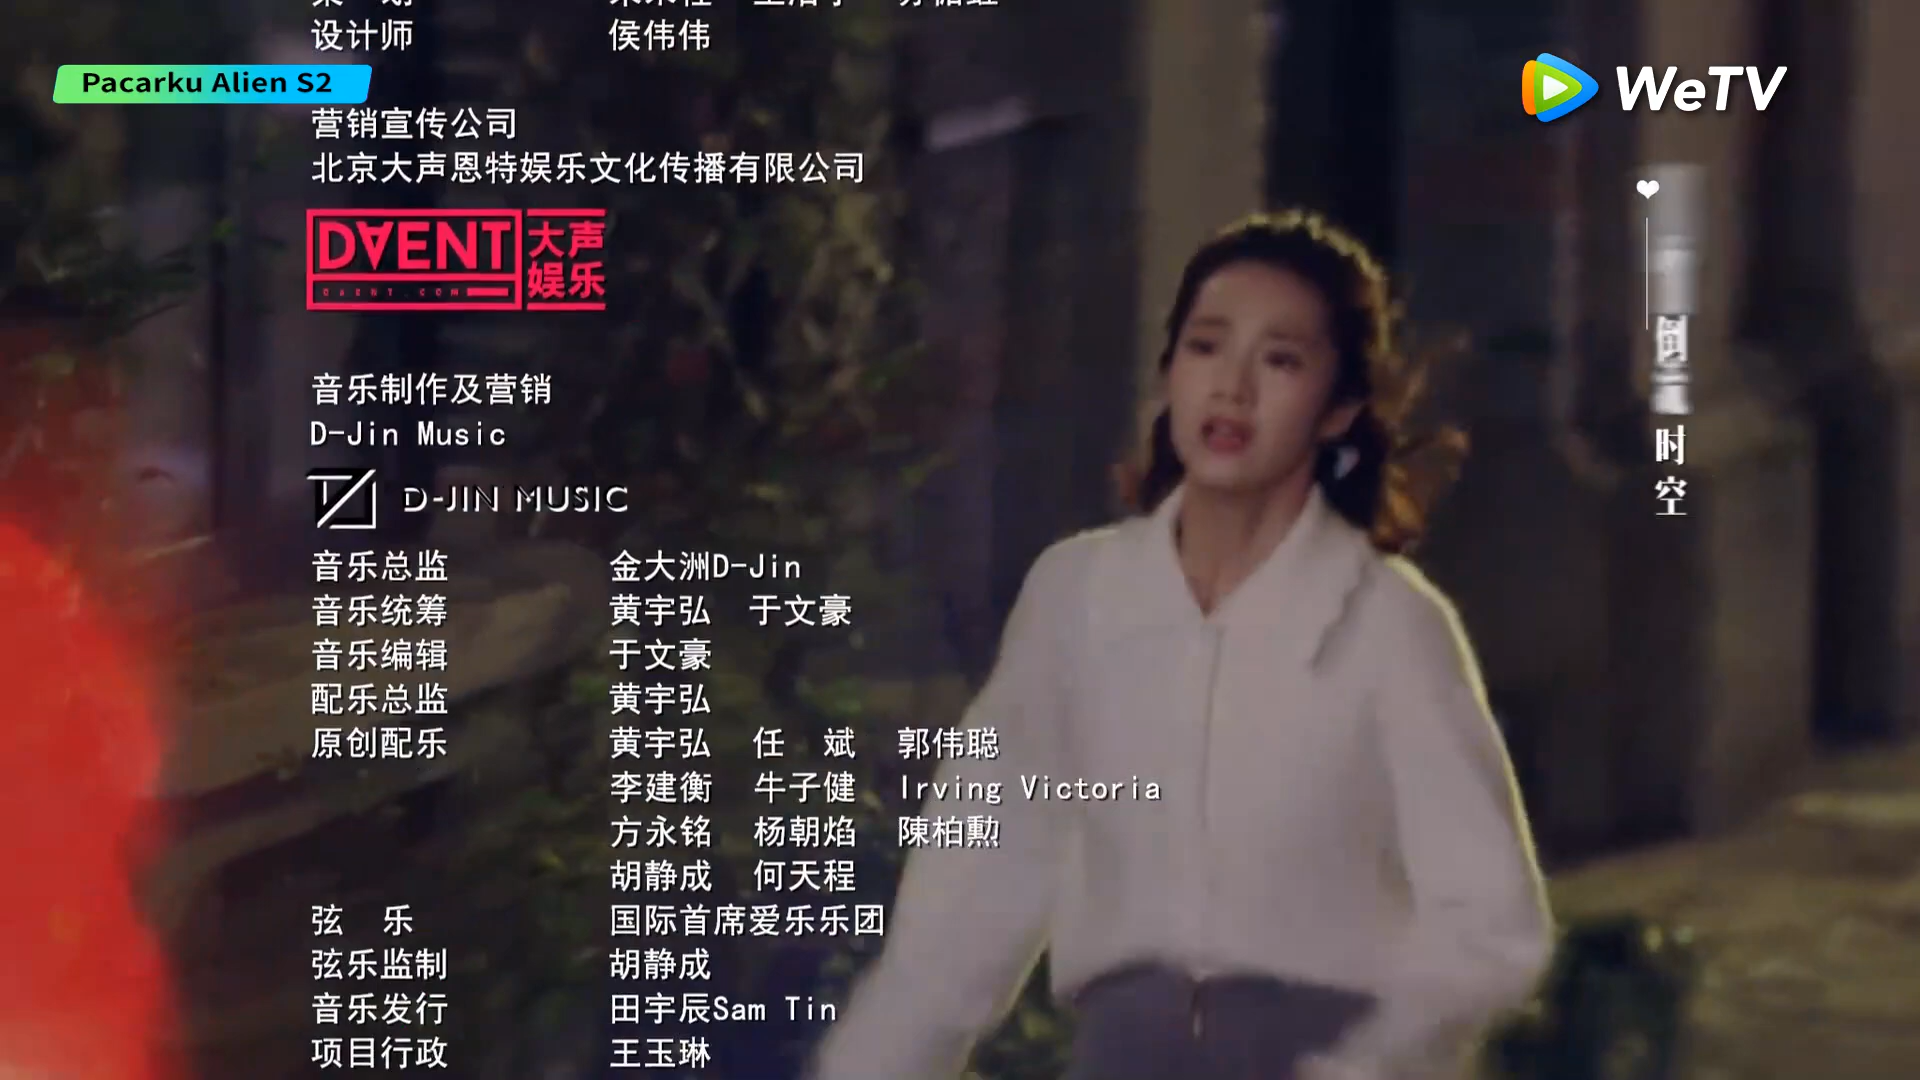 设计师 侯伟伟
Pacarku Alien S2
WeTV
营销宣传公司
北京大声恩特娱乐文化传播有限公司
DAENT 大声娱乐
DAENT.COM
音乐制作及营销
D-Jin Music
D-JIN MUSIC
音乐总监 金大洲D-Jin
音乐统筹 黄宇弘 于文豪
音乐编辑 于文豪
配乐总监 黄宇弘
原创配乐 黄宇弘 任 斌 郭伟聪
李建衡 牛子健 Irving Victoria
方永铭 杨朝焰 陳柏勲
胡静成 何天程
弦 乐 国际首席爱乐乐团
弦乐监制 胡静成
音乐发行 田宇辰Sam Tin
项目行政 王玉琳
时空